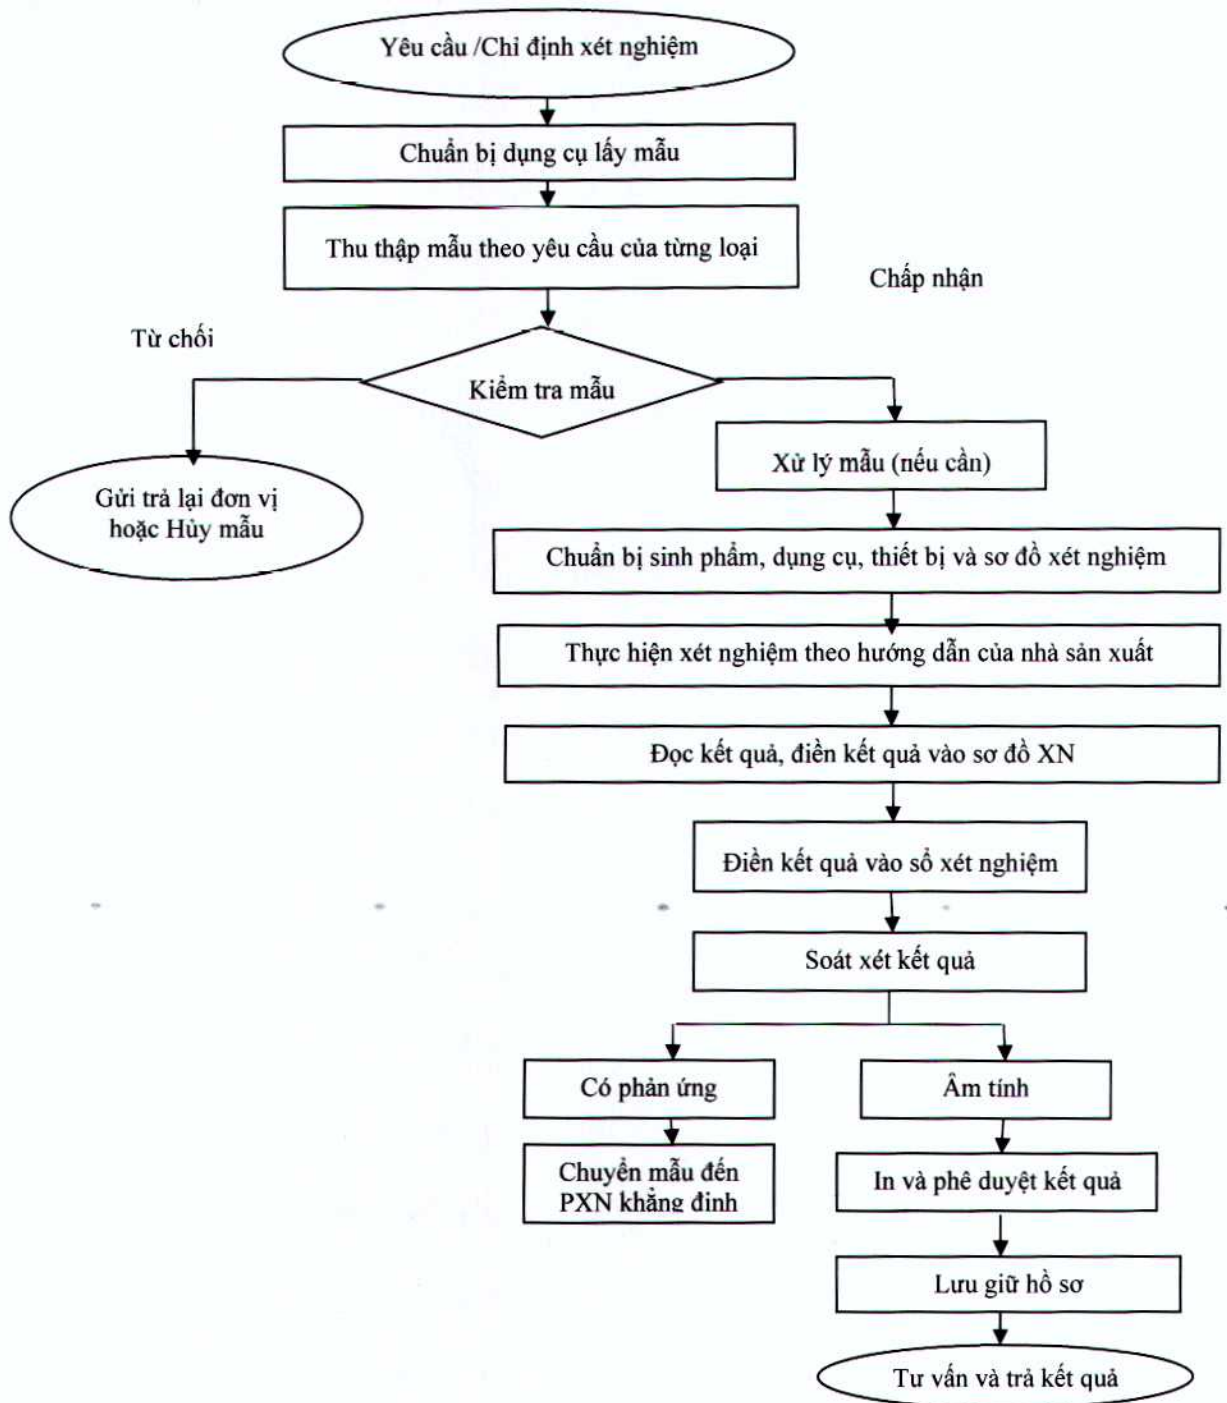 Yêu cầu /Chỉ định xét nghiệm
Chuẩn bị dụng cụ lấy mẫu
Thu thập mẫu theo yêu cầu của từng loại
Chấp nhận
Từ chối
Kiểm tra mẫu
Xử lý mẫu (nếu cần)
Gửi trả lại đơn vị
hoặc Hủy mẫu
Chuẩn bị sinh phẩm, dụng cụ, thiết bị và sơ đồ xét nghiệm
Thực hiện xét nghiệm theo hướng dẫn của nhà sản xuất
Đọc kết quả, điền kết quả vào sơ đồ XN
Điền kết quả vào sổ xét nghiệm
Soát xét kết quả
Có phản ứng
Âm tính
Chuyển mẫu đến
PXN khẳng định
In và phê duyệt kết quả
Lưu giữ hồ sơ
Tư vấn và trả kết quả